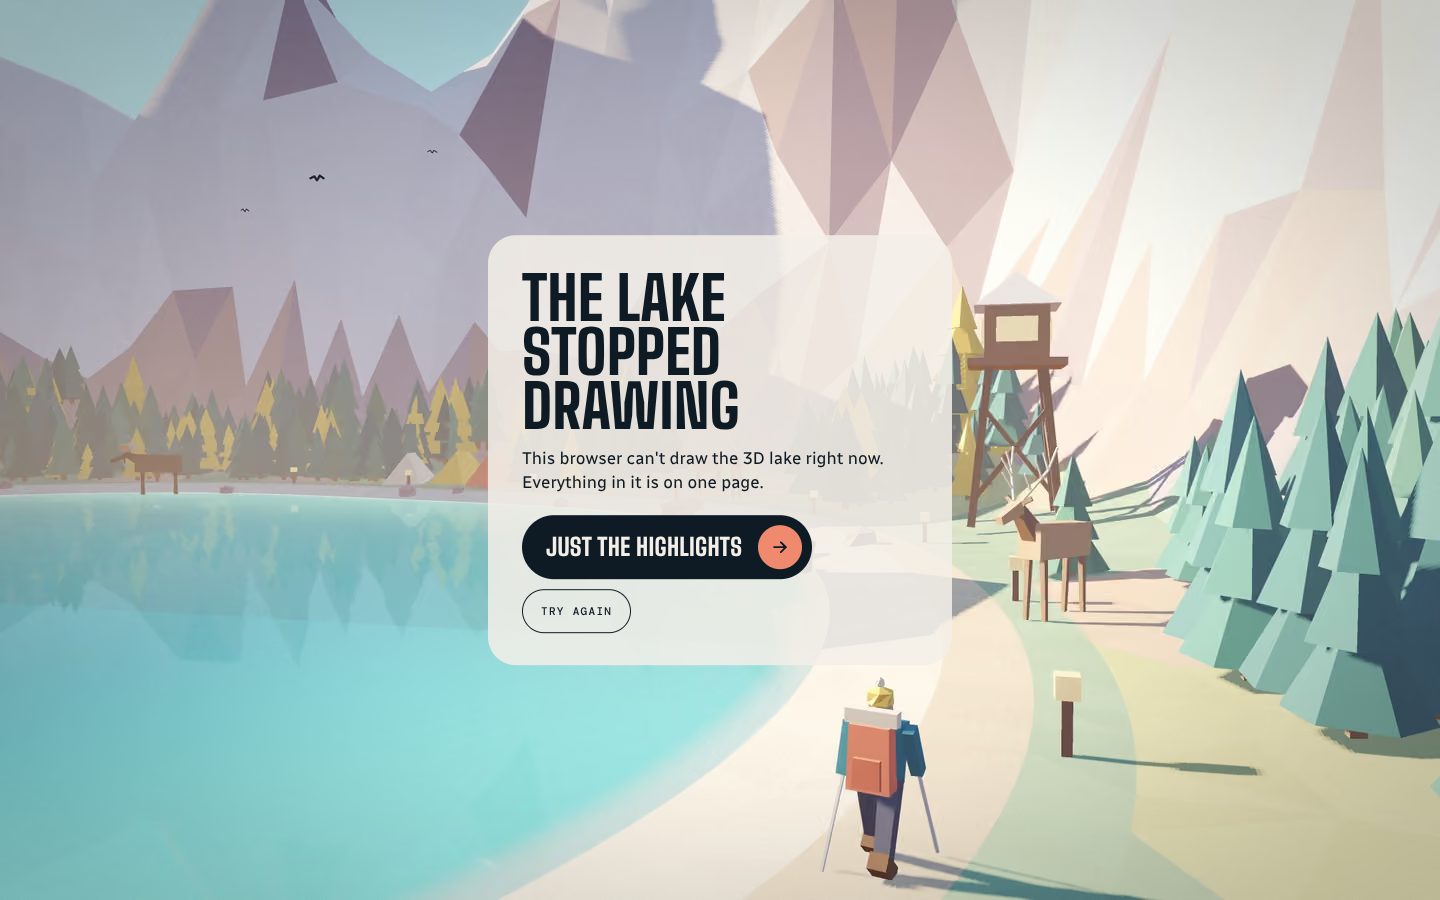 THE LAKE
STOPPED
DRAWING
This browser can't draw the 3D lake right now.
Everything in it is on one page.
JUST THE HIGHLIGHTS
TRY AGAIN